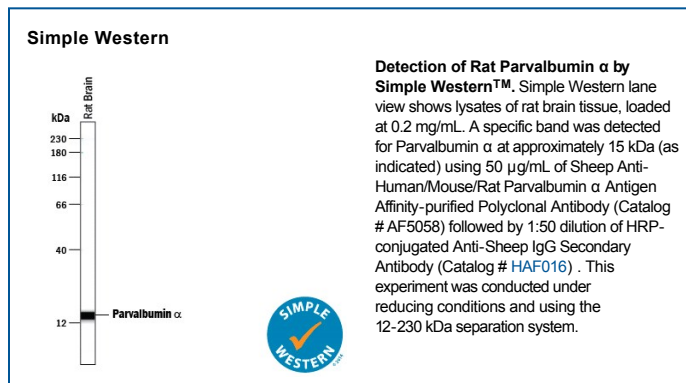 Simple Western
Rat Brain
kDa
230
180
116
66
40
12
Parvalbumin α
SIMPLE
WESTERN
Detection of Rat Parvalbumin α by
Simple Western™. Simple Western lane
view shows lysates of rat brain tissue, loaded
at 0.2 mg/mL. A specific band was detected
for Parvalbumin α at approximately 15 kDa (as
indicated) using 50 µg/mL of Sheep Anti-
Human/Mouse/Rat Parvalbumin α Antigen
Affinity-purified Polyclonal Antibody (Catalog
# AF5058) followed by 1:50 dilution of HRP-
conjugated Anti-Sheep IgG Secondary
Antibody (Catalog # HAF016) . This
experiment was conducted under
reducing conditions and using the
12-230 kDa separation system.